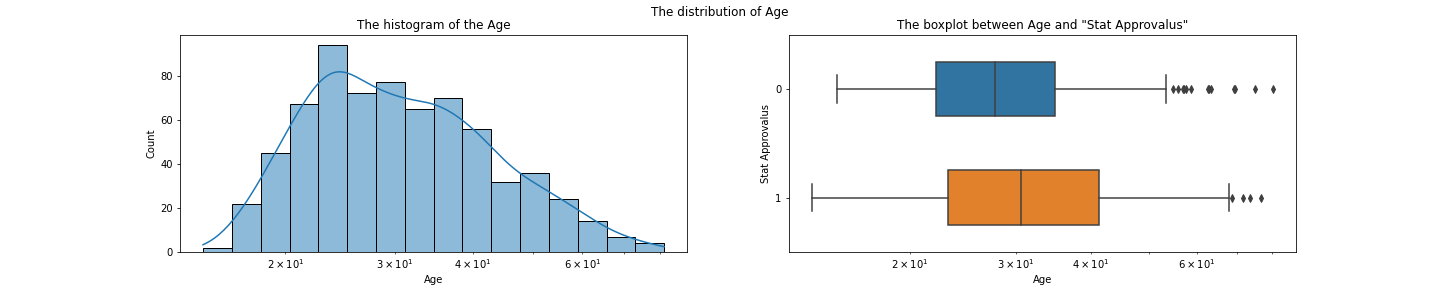 The distribution of Age
The histogram of the Age
80
60
40
20
0
Count
2 × 10¹
3 × 10¹
4 × 10¹
6 × 10¹
Age
The boxplot between Age and "Stat Approvalus"
0
1
Stat Approvalus
2 × 10¹
3 × 10¹
4 × 10¹
6 × 10¹
Age